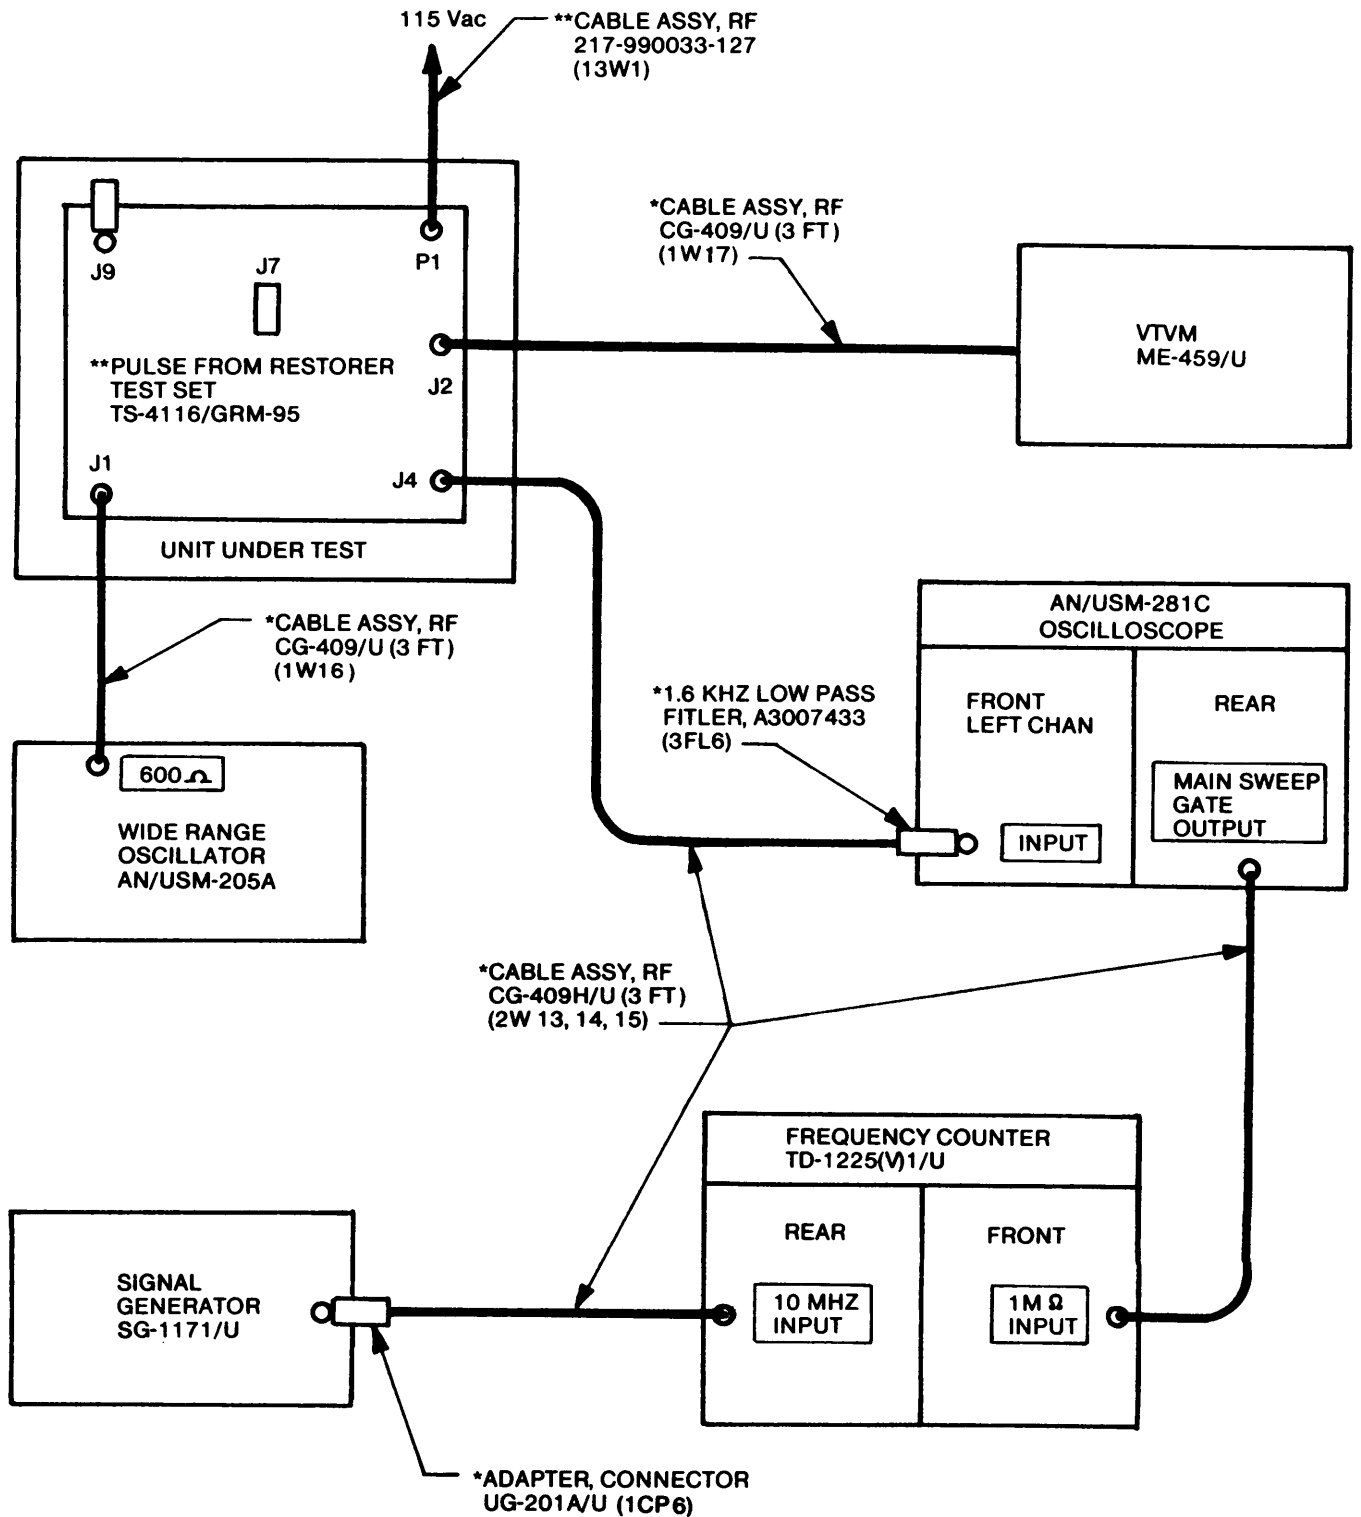 115 Vac
**CABLE ASSY, RF
217-990033-127
(13W1)
J9
J7
P1
**PULSE FROM RESTORER
TEST SET
TS-4116/GRM-95
J2
J1
J4
UNIT UNDER TEST
*CABLE ASSY, RF
CG-409/U (3 FT)
(1W17)
VTVM
ME-459/U
*CABLE ASSY, RF
CG-409/U (3 FT)
(1W16)
600 Ω
WIDE RANGE
OSCILLATOR
AN/USM-205A
*1.6 KHZ LOW PASS
FITLER, A3007433
(3FL6)
AN/USM-281C
OSCILLOSCOPE
FRONT
LEFT CHAN
INPUT
REAR
MAIN SWEEP
GATE
OUTPUT
*CABLE ASSY, RF
CG-409H/U (3 FT)
(2W 13, 14, 15)
FREQUENCY COUNTER
TD-1225(V)1/U
REAR
10 MHZ
INPUT
FRONT
1M Ω
INPUT
SIGNAL
GENERATOR
SG-1171/U
*ADAPTER, CONNECTOR
UG-201A/U (1CP6)